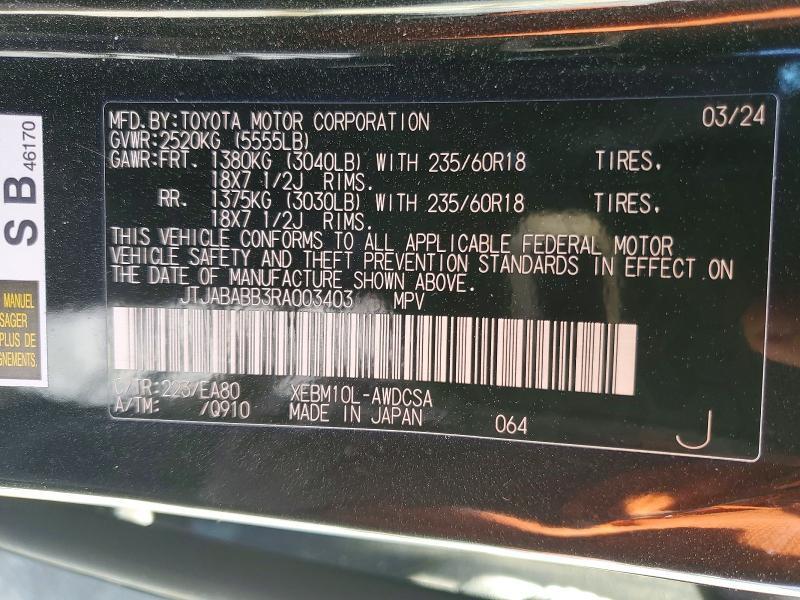 MFD.BY:TOYOTA MOTOR CORPORATION 03/24
GVWR:2520KG (5555LB)
GAWR:FRT. 1380KG (3040LB) WITH 235/60R18 TIRES.
18X7 1/2J RIMS.
RR. 1375KG (3030LB) WITH 235/60R18 TIRES.
18X7 1/2J RIMS.
THIS VEHICLE CONFORMS TO ALL APPLICABLE FEDERAL MOTOR
VEHICLE SAFETY AND THEFT PREVENTION STANDARDS IN EFFECT ON
THE DATE OF MANUFACTURE SHOWN ABOVE.
JTJABABB3RA003403 MPV
C/TR:223/EA80 XEBM10L-AWDCSA
A/TM: /0910 MADE IN JAPAN 064 J
SB
46170
MANUEL
SAGER
PLUS DE
GNEMENTS.